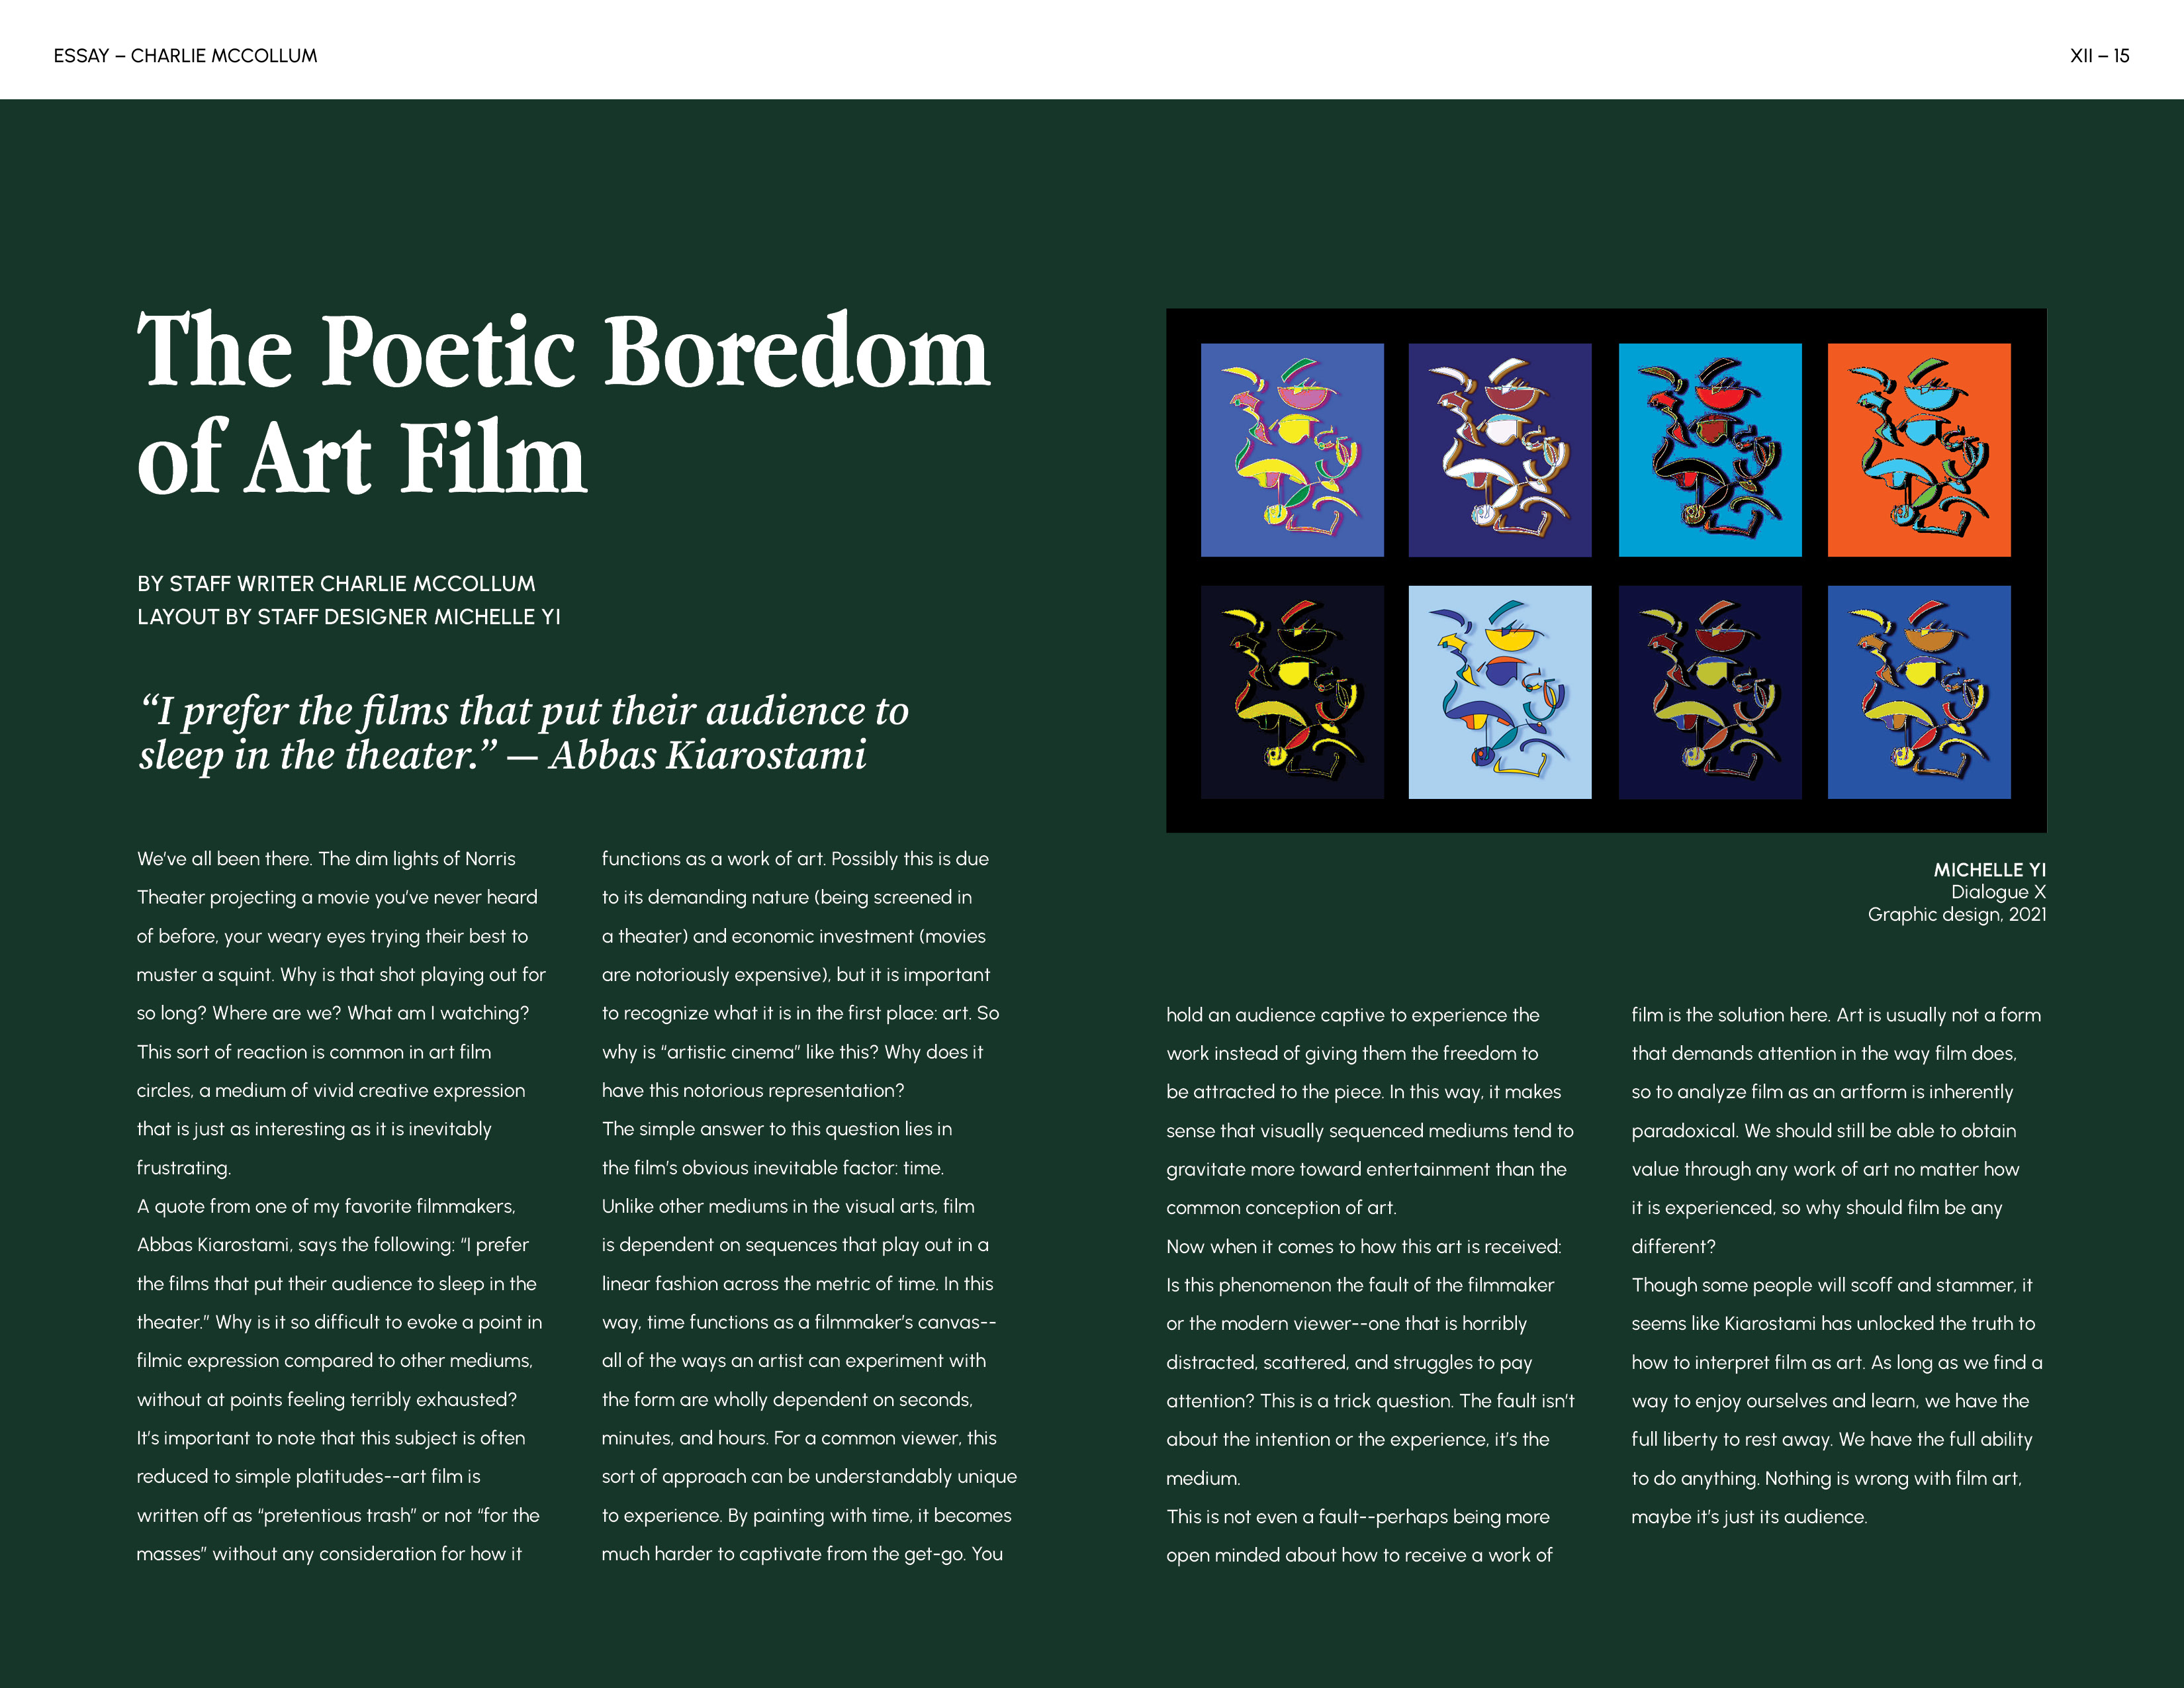 ESSAY – CHARLIE MCCOLLUM
XII – 15
The Poetic Boredom
of Art Film
BY STAFF WRITER CHARLIE MCCOLLUM
LAYOUT BY STAFF DESIGNER MICHELLE YI
“I prefer the films that put their audience to
sleep in the theater.” — Abbas Kiarostami
We’ve all been there. The dim lights of Norris
Theater projecting a movie you’ve never heard
of before, your weary eyes trying their best to
muster a squint. Why is that shot playing out for
so long? Where are we? What am I watching?
This sort of reaction is common in art film
circles, a medium of vivid creative expression
that is just as interesting as it is inevitably
frustrating.
A quote from one of my favorite filmmakers,
Abbas Kiarostami, says the following: “I prefer
the films that put their audience to sleep in the
theater.” Why is it so difficult to evoke a point in
filmic expression compared to other mediums,
without at points feeling terribly exhausted?
It’s important to note that this subject is often
reduced to simple platitudes--art film is
written off as “pretentious trash” or not “for the
masses” without any consideration for how it
functions as a work of art. Possibly this is due
to its demanding nature (being screened in
a theater) and economic investment (movies
are notoriously expensive), but it is important
to recognize what it is in the first place: art. So
why is “artistic cinema” like this? Why does it
have this notorious representation?
The simple answer to this question lies in
the film’s obvious inevitable factor: time.
Unlike other mediums in the visual arts, film
is dependent on sequences that play out in a
linear fashion across the metric of time. In this
way, time functions as a filmmaker’s canvas--
all of the ways an artist can experiment with
the form are wholly dependent on seconds,
minutes, and hours. For a common viewer, this
sort of approach can be understandably unique
to experience. By painting with time, it becomes
much harder to captivate from the get-go. You
MICHELLE YI
Dialogue X
Graphic design, 2021
hold an audience captive to experience the
work instead of giving them the freedom to
be attracted to the piece. In this way, it makes
sense that visually sequenced mediums tend to
gravitate more toward entertainment than the
common conception of art.
Now when it comes to how this art is received:
Is this phenomenon the fault of the filmmaker
or the modern viewer--one that is horribly
distracted, scattered, and struggles to pay
attention? This is a trick question. The fault isn’t
about the intention or the experience, it’s the
medium.
This is not even a fault--perhaps being more
open minded about how to receive a work of
film is the solution here. Art is usually not a form
that demands attention in the way film does,
so to analyze film as an artform is inherently
paradoxical. We should still be able to obtain
value through any work of art no matter how
it is experienced, so why should film be any
different?
Though some people will scoff and stammer, it
seems like Kiarostami has unlocked the truth to
how to interpret film as art. As long as we find a
way to enjoy ourselves and learn, we have the
full liberty to rest away. We have the full ability
to do anything. Nothing is wrong with film art,
maybe it’s just its audience.